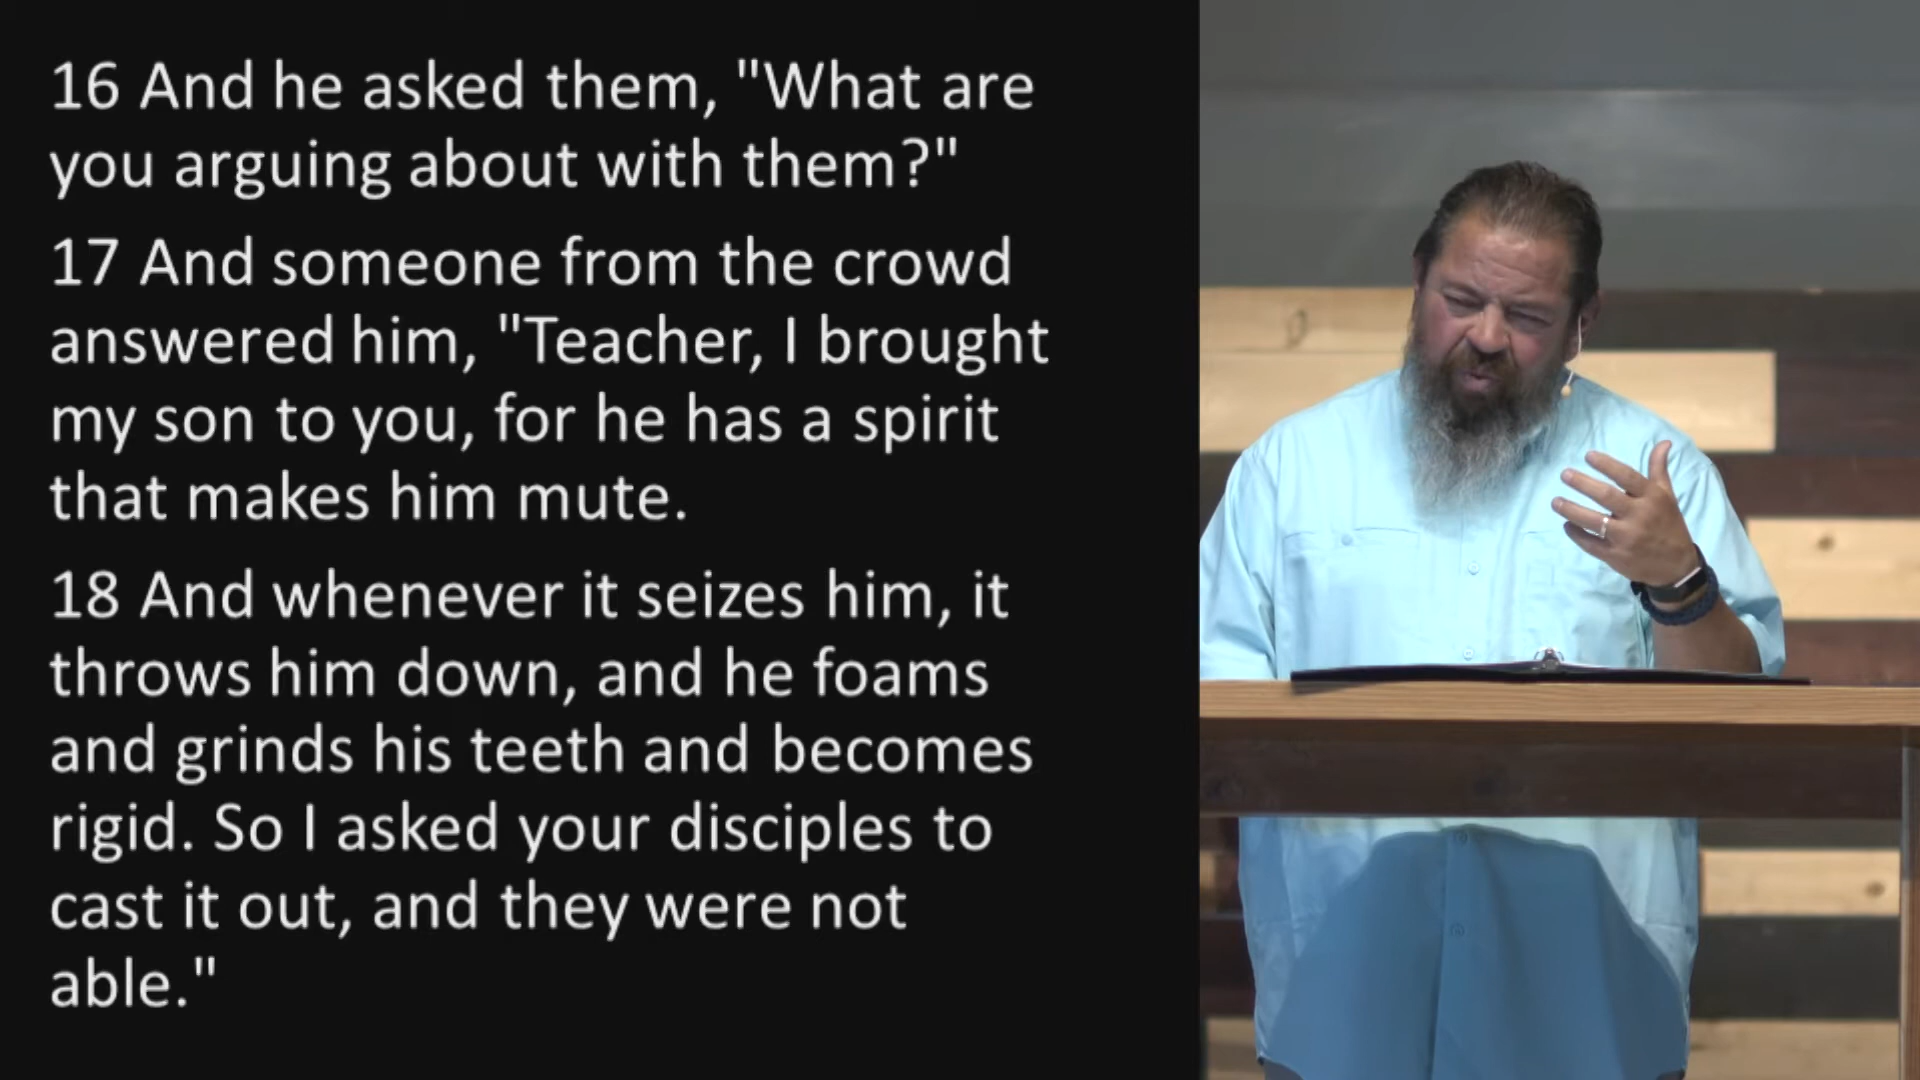 16 And he asked them, "What are
you arguing about with them?"
17 And someone from the crowd
answered him, "Teacher, I brought
my son to you, for he has a spirit
that makes him mute.
18 And whenever it seizes him, it
throws him down, and he foams
and grinds his teeth and becomes
rigid. So I asked your disciples to
cast it out, and they were not
able."